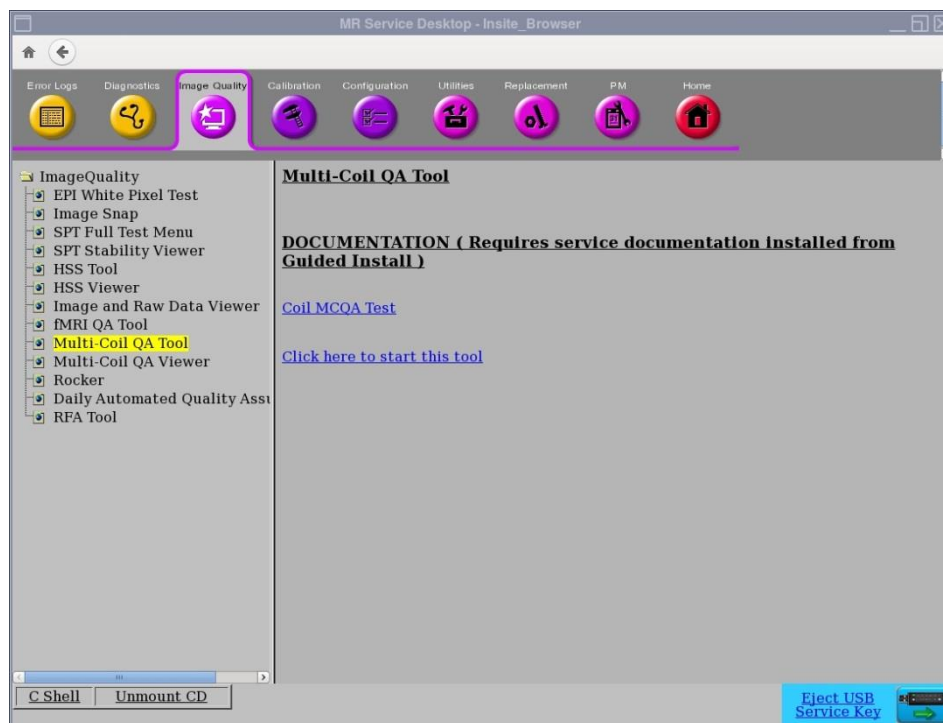 MR Service Desktop - Insite_Browser
Error Logs
Diagnostics
Image Quality
Calibration
Configuration
Utilities
Replacement
PM
Home
ImageQuality
EPI White Pixel Test
Image Snap
SPT Full Test Menu
SPT Stability Viewer
HSS Tool
HSS Viewer
Image and Raw Data Viewer
fMRI QA Tool
Multi-Coil QA Tool
Multi-Coil QA Viewer
Rocker
Daily Automated Quality Assu
RFA Tool
Multi-Coil QA Tool
DOCUMENTATION ( Requires service documentation installed from
Guided Install )
Coil MCQA Test
Click here to start this tool
C Shell
Unmount CD
Eject USB
Service Key